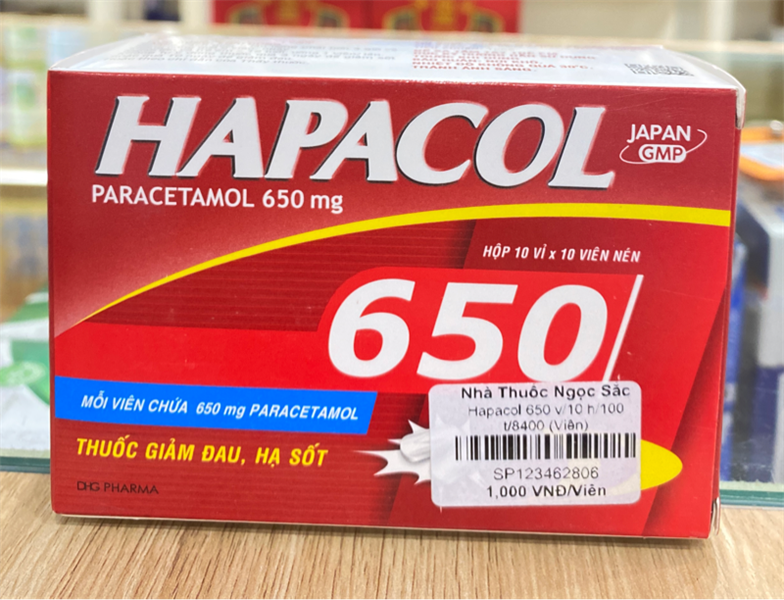 HAPACOL
PARACETAMOL 650 mg
JAPAN
GMP
HỘP 10 VỈ x 10 VIÊN NÉN
650
MỖI VIÊN CHỨA 650 mg PARACETAMOL
THUỐC GIẢM ĐAU, HẠ SỐT
DHG PHARMA
Nhà Thuốc Ngọc Sắc
Hapacol 650 v/10 h/100
t/8400 (Viên)
SP123462806
1,000 VNĐ/Viên